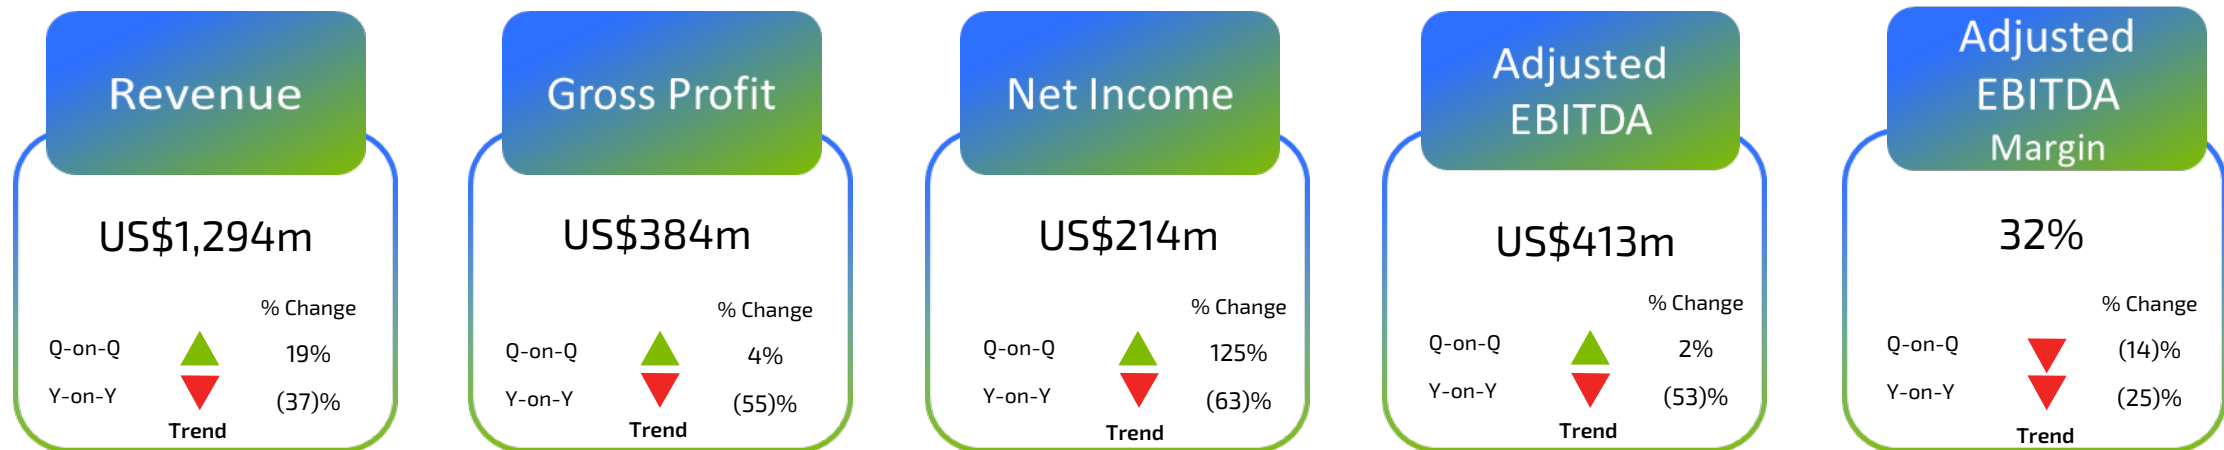 Revenue
US$1,294m
% Change
Q-on-Q 19%
Y-on-Y (37)%
Trend
Gross Profit
US$384m
% Change
Q-on-Q 4%
Y-on-Y (55)%
Trend
Net Income
US$214m
% Change
Q-on-Q 125%
Y-on-Y (63)%
Trend
Adjusted
EBITDA
US$413m
% Change
Q-on-Q 2%
Y-on-Y (53)%
Trend
Adjusted
EBITDA
Margin
32%
% Change
Q-on-Q (14)%
Y-on-Y (25)%
Trend